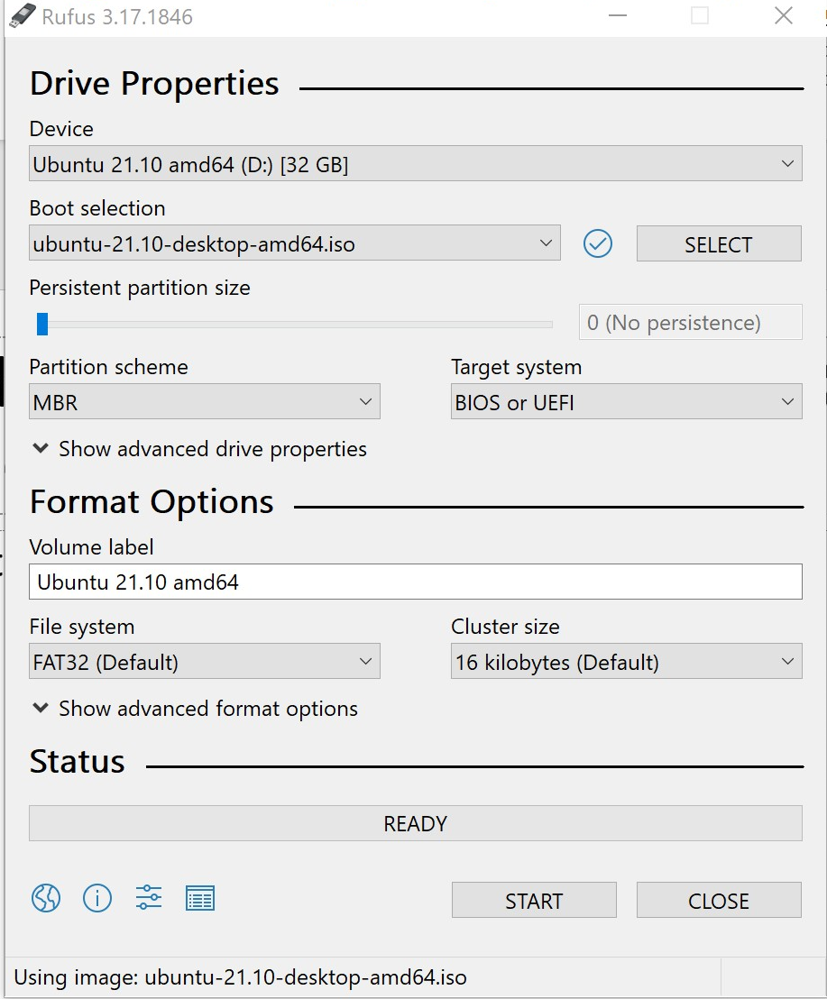 Rufus 3.17.1846
Drive Properties
Device
Ubuntu 21.10 amd64 (D:) [32 GB]
Boot selection
ubuntu-21.10-desktop-amd64.iso
SELECT
Persistent partition size
0 (No persistence)
Partition scheme
Target system
MBR
BIOS or UEFI
Show advanced drive properties
Format Options
Volume label
Ubuntu 21.10 amd64
File system
Cluster size
FAT32 (Default)
16 kilobytes (Default)
Show advanced format options
Status
READY
START
CLOSE
Using image: ubuntu-21.10-desktop-amd64.iso